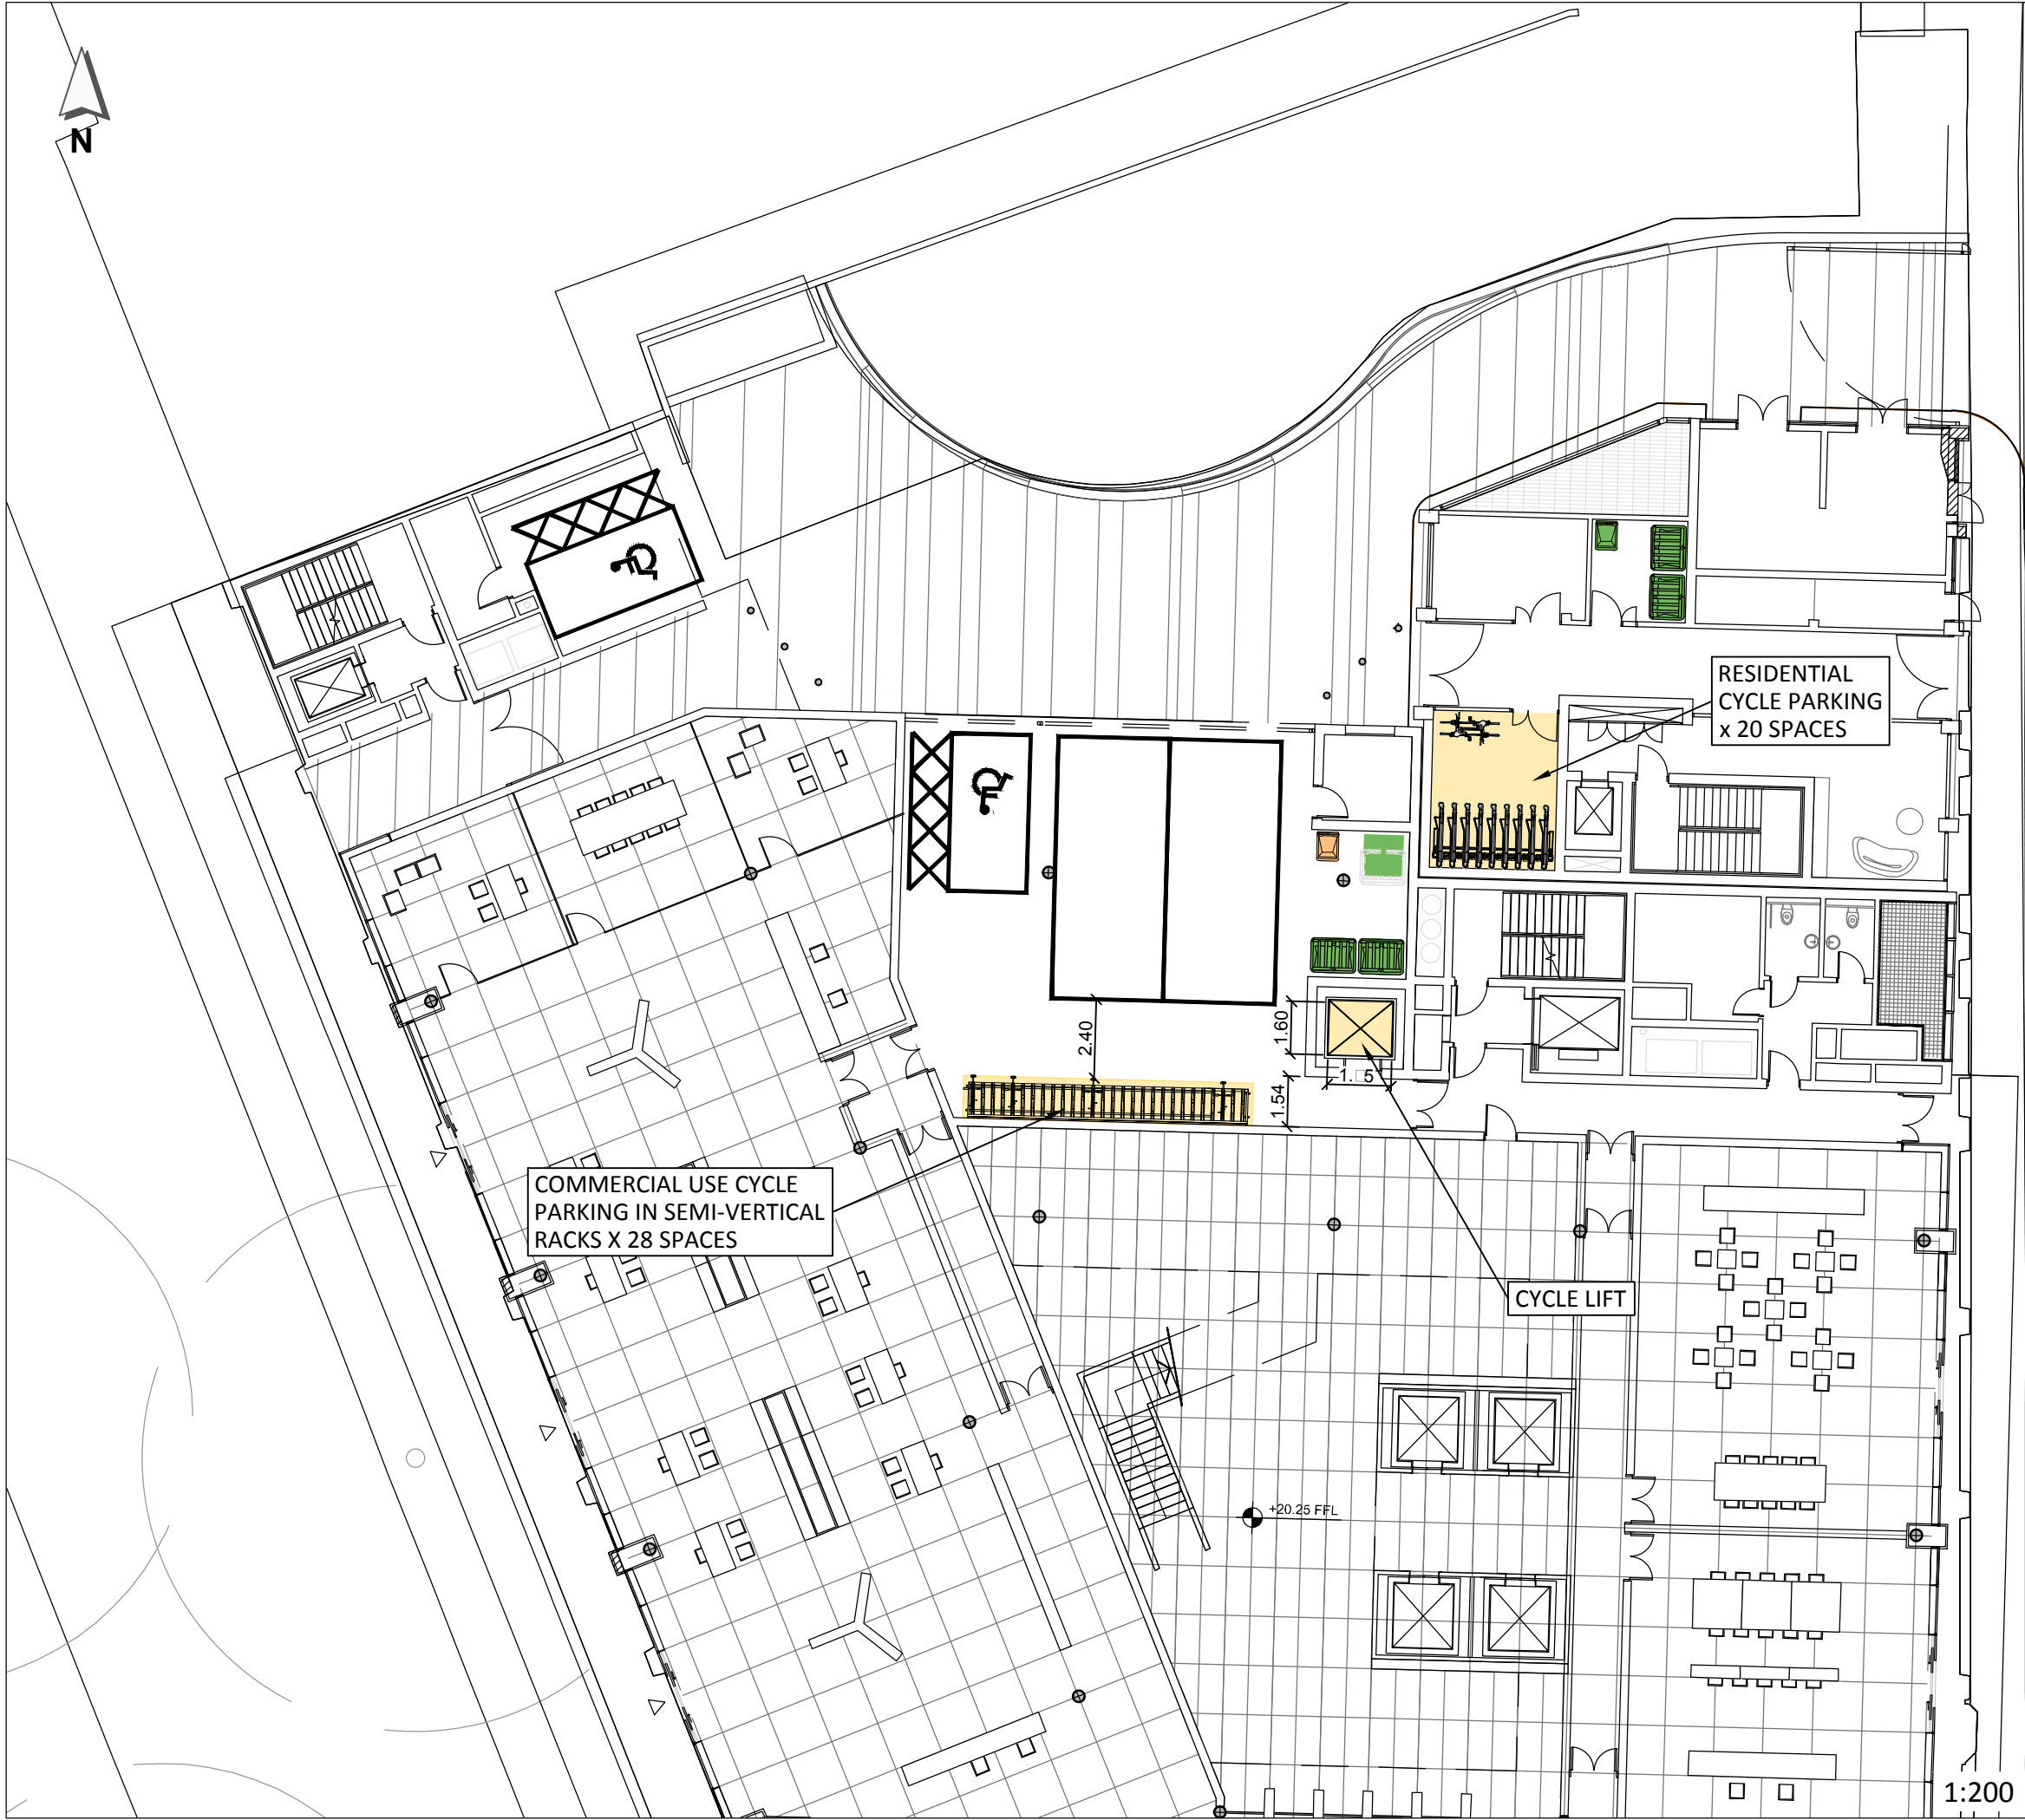 N
RESIDENTIAL
CYCLE PARKING
x 20 SPACES
2.40
1.60
1.54
COMMERCIAL USE CYCLE
PARKING IN SEMI-VERTICAL
RACKS X 28 SPACES
CYCLE LIFT
+20.25 FFL
1:200